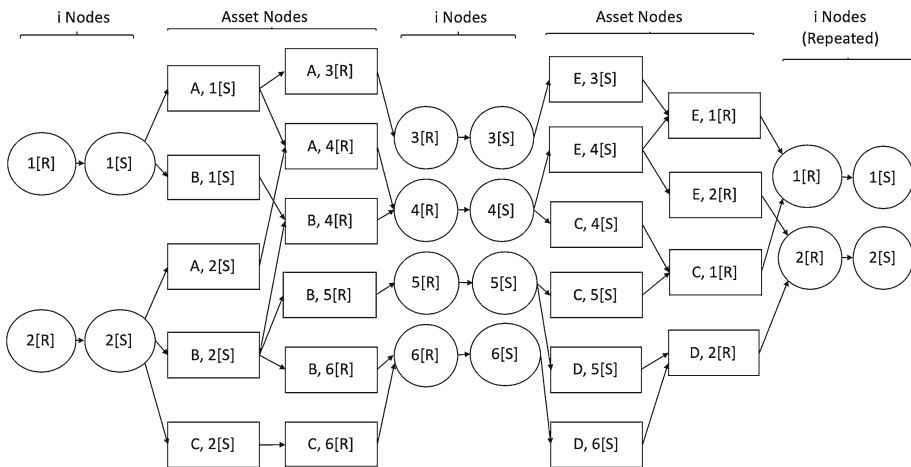 i Nodes
Asset Nodes
i Nodes
Asset Nodes
i Nodes
(Repeated)
1[R]
1[S]
2[R]
2[S]
A, 1[S]
B, 1[S]
A, 2[S]
B, 2[S]
C, 2[S]
A, 3[R]
A, 4[R]
B, 4[R]
B, 5[R]
B, 6[R]
C, 6[R]
3[R]
3[S]
4[R]
4[S]
5[R]
5[S]
6[R]
6[S]
E, 3[S]
E, 4[S]
C, 4[S]
C, 5[S]
D, 5[S]
D, 6[S]
E, 1[R]
E, 2[R]
C, 1[R]
D, 2[R]
1[R]
1[S]
2[R]
2[S]